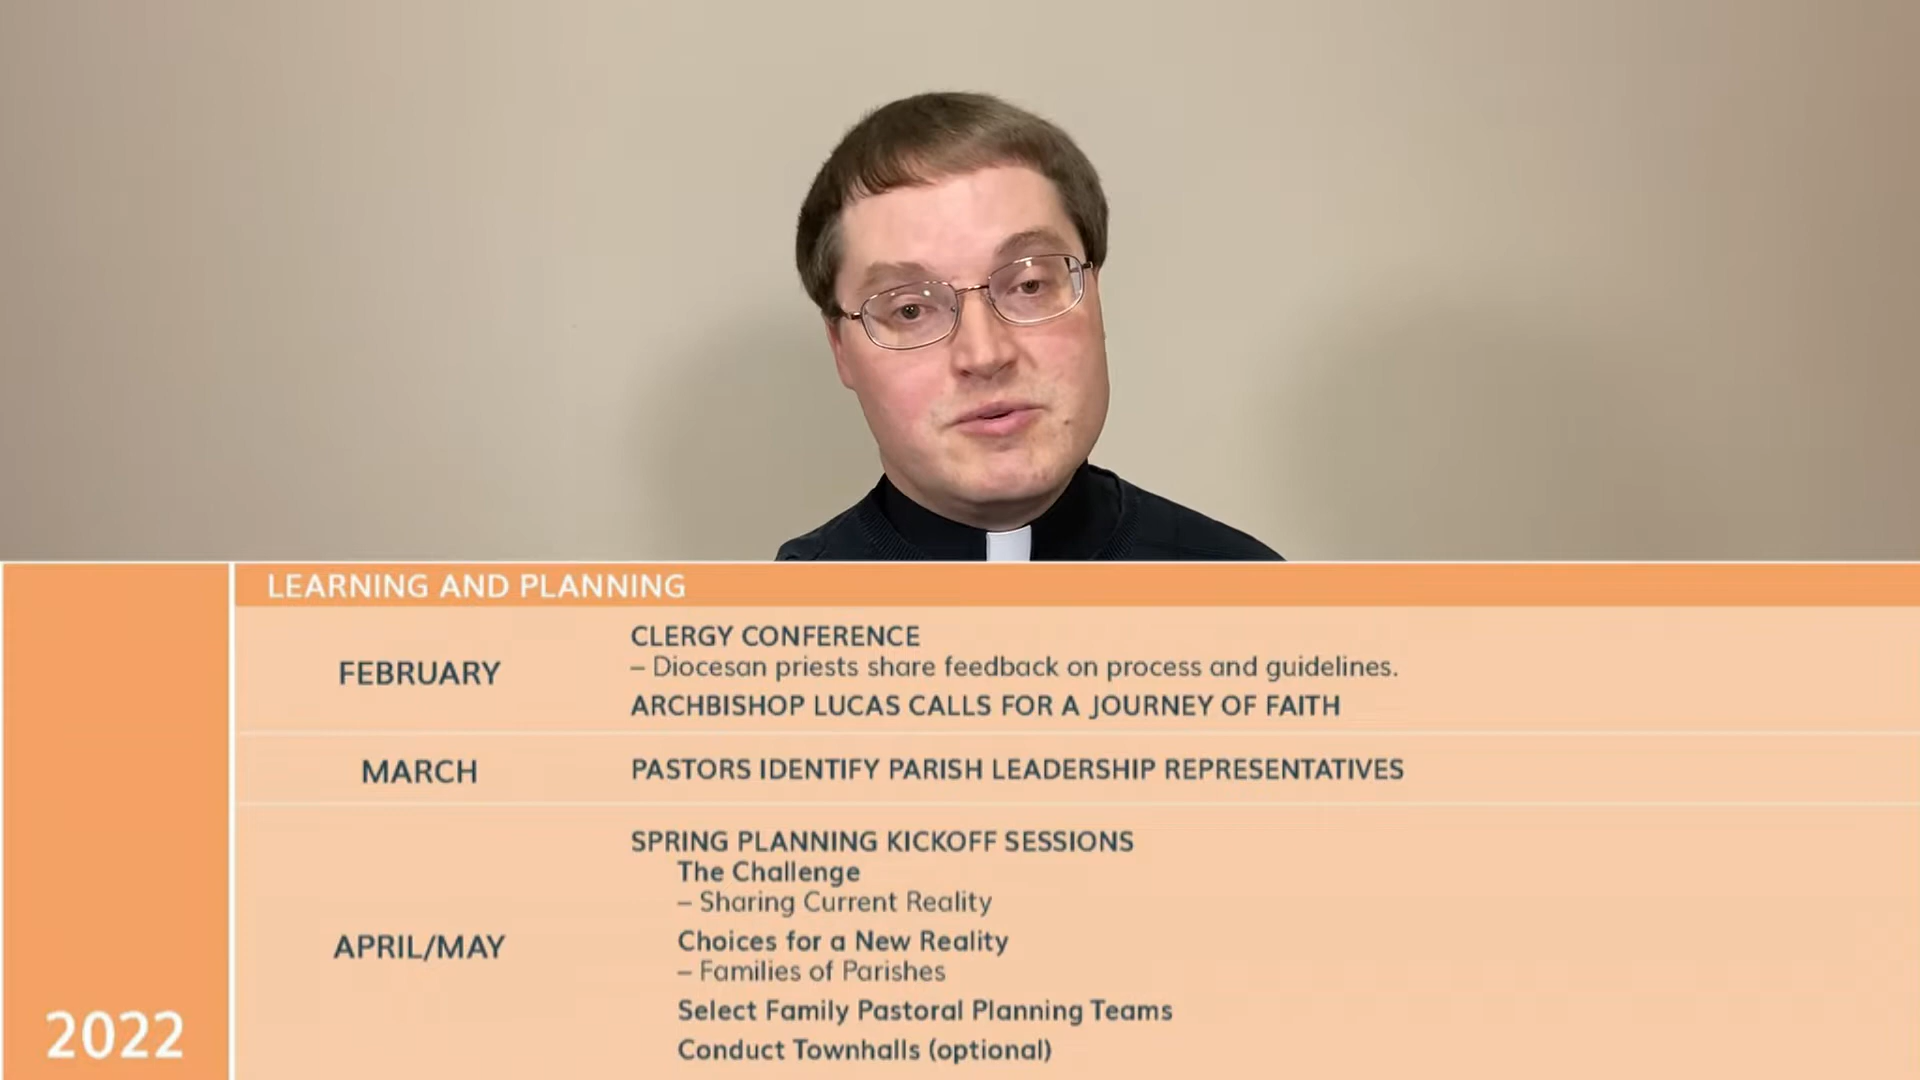 LEARNING AND PLANNING
FEBRUARY
CLERGY CONFERENCE
– Diocesan priests share feedback on process and guidelines.
ARCHBISHOP LUCAS CALLS FOR A JOURNEY OF FAITH
MARCH
PASTORS IDENTIFY PARISH LEADERSHIP REPRESENTATIVES
APRIL/MAY
SPRING PLANNING KICKOFF SESSIONS
The Challenge
– Sharing Current Reality
Choices for a New Reality
– Families of Parishes
Select Family Pastoral Planning Teams
Conduct Townhalls (optional)
2022